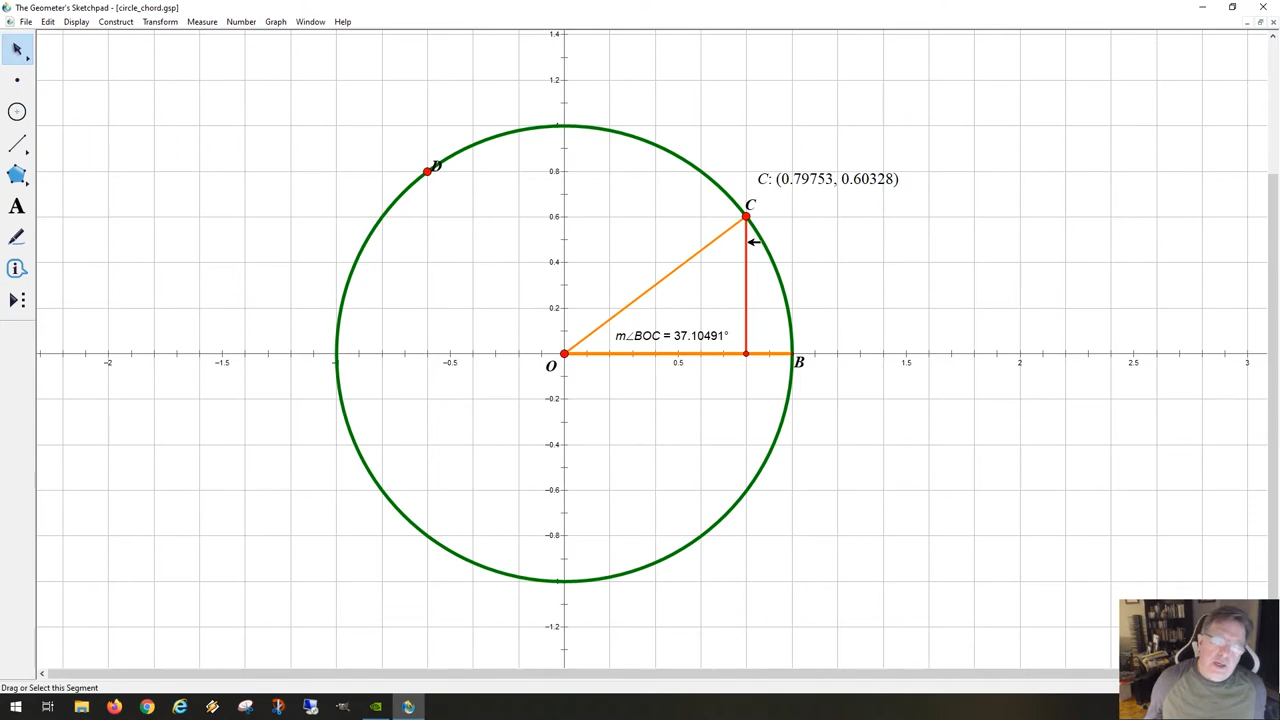 The Geometer's Sketchpad - [circle_chord.gsp]
File Edit Display Construct Transform Measure Number Graph Window Help
1.4
1.2
D
0.8
C: (0.79753, 0.60328)
C
0.6
0.4
0.2
m∠BOC = 37.10491°
O
B
−2
−1.5
−0.5
0.5
1.5
2
2.5
3
−0.2
−0.4
−0.6
−0.8
−1.2
A
Drag or Select this Segment